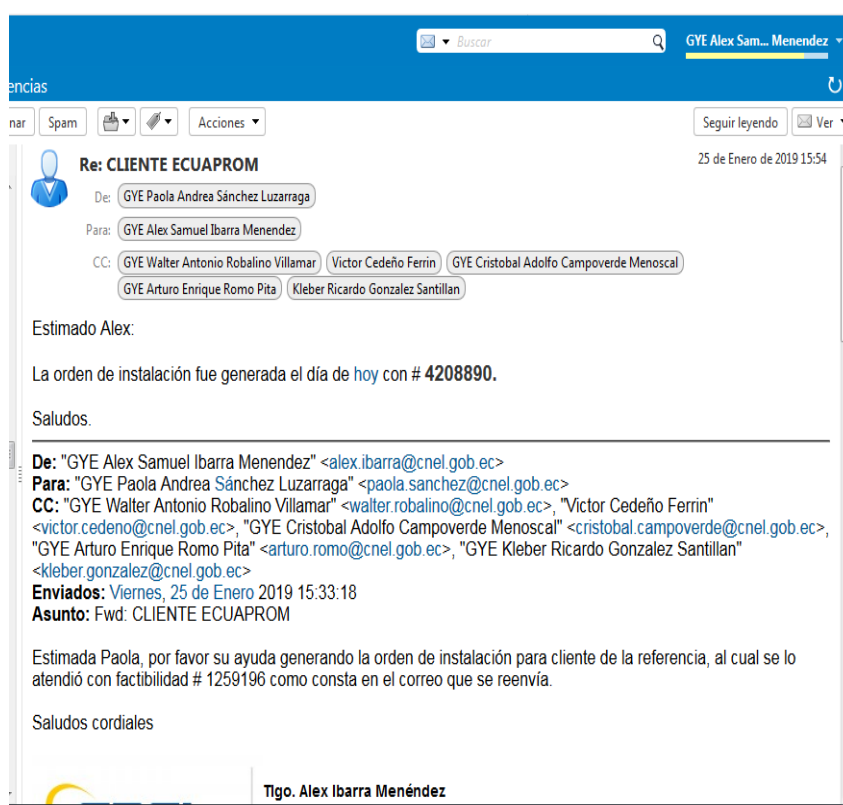 Buscar
GYE Alex Sam... Menendez
encias
nar Spam Acciones Seguir leyendo Ver
Re: CLIENTE ECUAPROM 25 de Enero de 2019 15:54
De: GYE Paola Andrea Sánchez Luzarraga
Para: GYE Alex Samuel Ibarra Menendez
CC: GYE Walter Antonio Robalino Villamar Victor Cedeño Ferrin GYE Cristobal Adolfo Campoverde Menoscal
GYE Arturo Enrique Romo Pita Kleber Ricardo Gonzalez Santillan
Estimado Alex:
La orden de instalación fue generada el día de hoy con # 4208890.
Saludos.
De: "GYE Alex Samuel Ibarra Menendez" <alex.ibarra@cnel.gob.ec>
Para: "GYE Paola Andrea Sánchez Luzarraga" <paola.sanchez@cnel.gob.ec>
CC: "GYE Walter Antonio Robalino Villamar" <walter.robalino@cnel.gob.ec>, "Victor Cedeño Ferrin"
<victor.cedeno@cnel.gob.ec>, "GYE Cristobal Adolfo Campoverde Menoscal" <cristobal.campoverde@cnel.gob.ec>,
"GYE Arturo Enrique Romo Pita" <arturo.romo@cnel.gob.ec>, "GYE Kleber Ricardo Gonzalez Santillan"
<kleber.gonzalez@cnel.gob.ec>
Enviados: Viernes, 25 de Enero 2019 15:33:18
Asunto: Fwd: CLIENTE ECUAPROM
Estimada Paola, por favor su ayuda generando la orden de instalación para cliente de la referencia, al cual se lo
atendió con factibilidad # 1259196 como consta en el correo que se reenvía.
Saludos cordiales
Tlgo. Alex Ibarra Menéndez